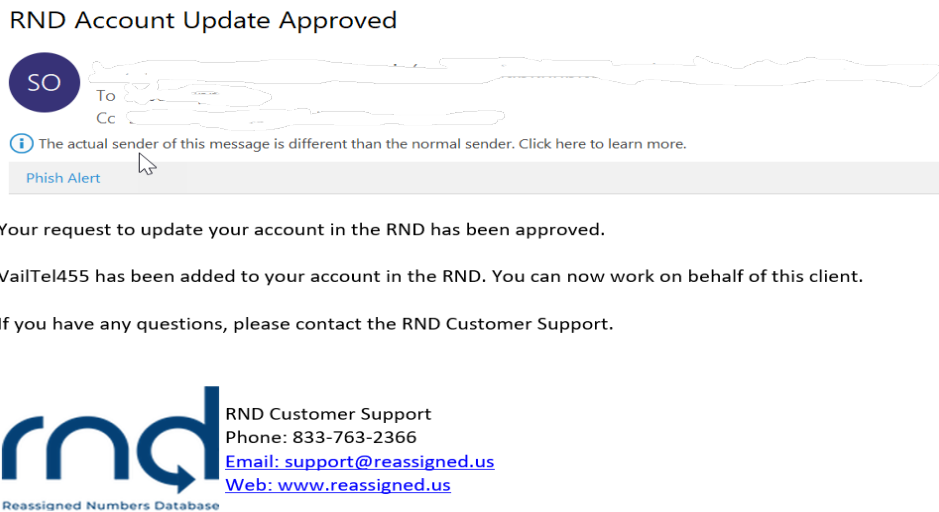 RND Account Update Approved
SO
To
Cc
The actual sender of this message is different than the normal sender. Click here to learn more.
Phish Alert
Your request to update your account in the RND has been approved.
VailTel455 has been added to your account in the RND. You can now work on behalf of this client.
If you have any questions, please contact the RND Customer Support.
rnd
Reassigned Numbers Database
RND Customer Support
Phone: 833-763-2366
Email: support@reassigned.us
Web: www.reassigned.us